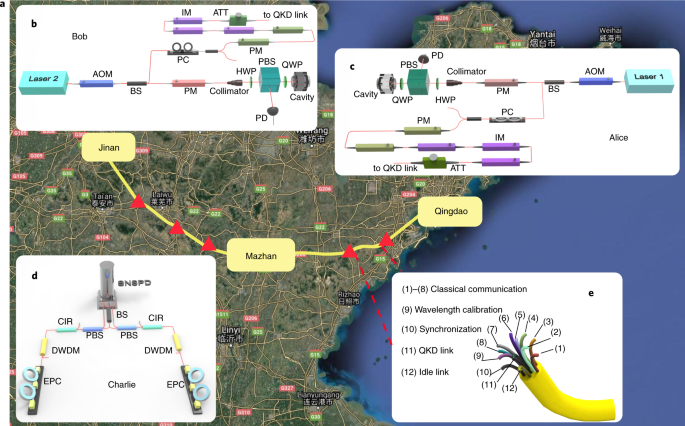 a
b
Bob
IM
ATT
to QKD link
PC
PM
Laser 2
AOM
BS
PM
Collimator
HWP
PBS
QWP
Cavity
PD
c
PD
PBS
Collimator
Cavity
QWP
HWP
PM
BS
AOM
Laser 1
PC
PM
IM
Alice
to QKD link
ATT
Yantai
烟台市
Weihai
威海市
Weifang
潍坊市
Jinan
Tai'an
泰安市
Laiwu
莱芜市
Mazhan
Qingdao
Rizhao
日照市
Linyi
临沂市
Lianyungang
连云港市
d
SNSPD
BS
CIR
CIR
PBS
PBS
DWDM
DWDM
EPC
EPC
Charlie
e
(1)–(8) Classical communication
(9) Wavelength calibration
(10) Synchronization
(11) QKD link
(12) Idle link
(1)
(2)
(3)
(4)
(5)
(6)
(7)
(8)
(9)
(10)
(11)
(12)